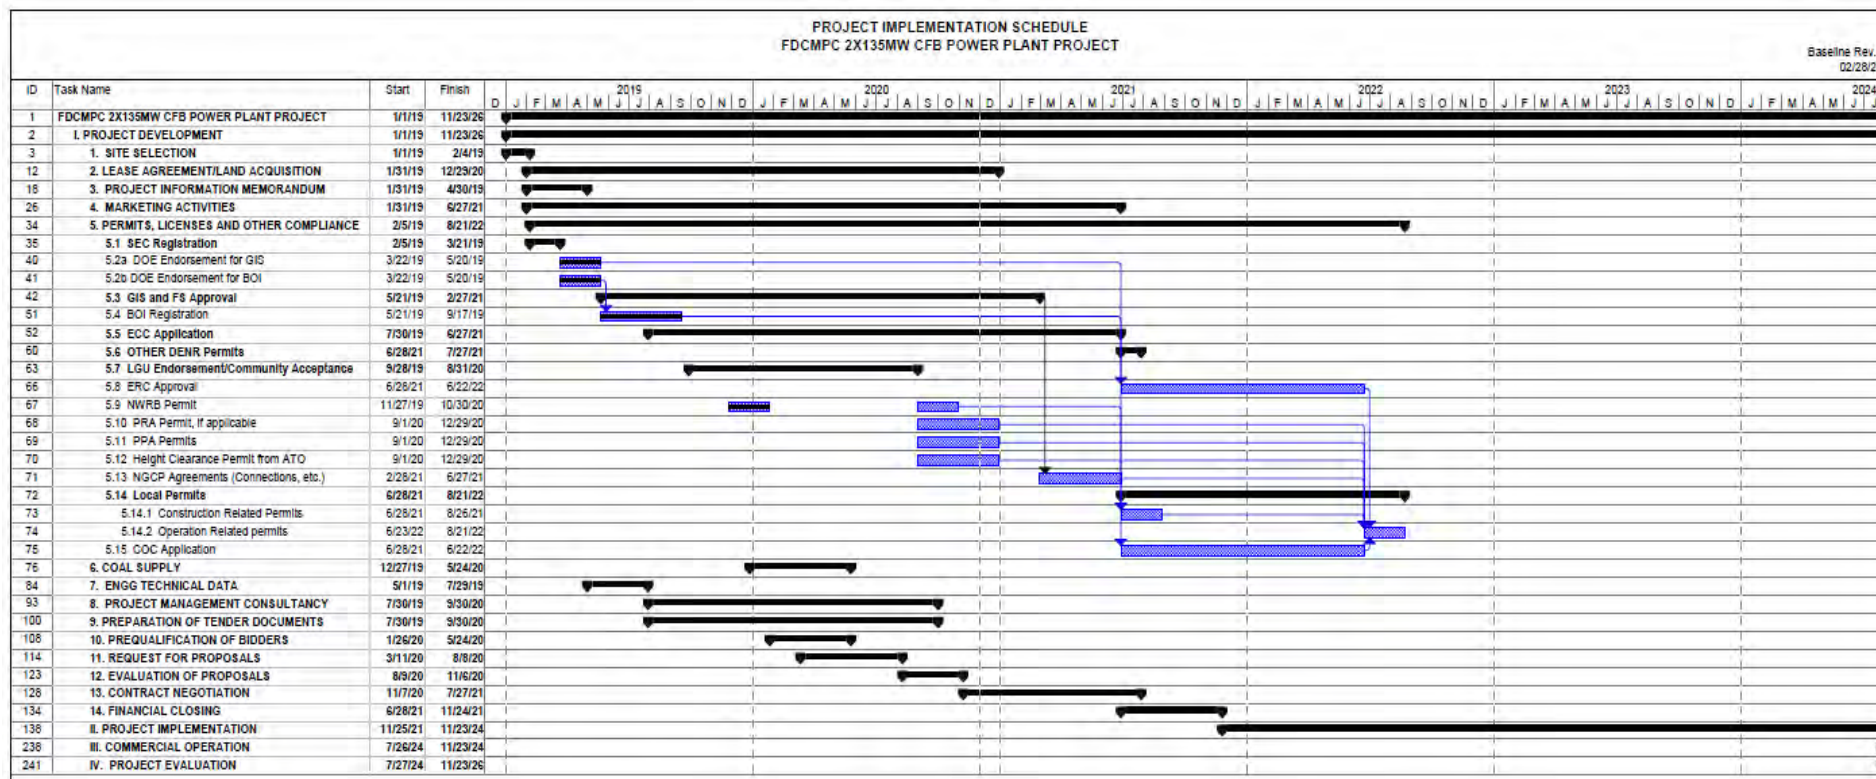 PROJECT IMPLEMENTATION SCHEDULE
FDCMPC 2X135MW CFB POWER PLANT PROJECT
Baseline Rev.
02/28/2
ID Task Name Start Finish 2019 2020 2021 2022 2023 2024
D J F M A M J J A S O N D J F M A M J J A S O N D J F M A M J J A S O N D J F M A M J J A S O N D J F M A M J J A S O N D J F M A M J J
1 FDCMPC 2X135MW CFB POWER PLANT PROJECT 1/1/19 11/23/26
2 I. PROJECT DEVELOPMENT 1/1/19 11/23/26
3 1. SITE SELECTION 1/1/19 2/4/19
12 2. LEASE AGREEMENT/LAND ACQUISITION 1/31/19 12/29/20
18 3. PROJECT INFORMATION MEMORANDUM 1/31/19 4/30/19
26 4. MARKETING ACTIVITIES 1/31/19 6/27/21
34 5. PERMITS, LICENSES AND OTHER COMPLIANCE 2/5/19 8/21/22
35 5.1 SEC Registration 2/5/19 3/21/19
40 5.2a DOE Endorsement for GIS 3/22/19 5/20/19
41 5.2b DOE Endorsement for BOI 3/22/19 5/20/19
42 5.3 GIS and FS Approval 5/21/19 2/27/21
51 5.4 BOI Registration 5/21/19 9/17/19
52 5.5 ECC Application 7/30/19 6/27/21
60 5.6 OTHER DENR Permits 6/28/21 7/27/21
63 5.7 LGU Endorsement/Community Acceptance 9/28/19 8/31/20
66 5.8 ERC Approval 6/28/21 6/22/22
67 5.9 NWRB Permit 11/27/19 10/30/20
68 5.10 PRA Permit, if applicable 9/1/20 12/29/20
69 5.11 PPA Permits 9/1/20 12/29/20
70 5.12 Height Clearance Permit from ATO 9/1/20 12/29/20
71 5.13 NGCP Agreements (Connections, etc.) 2/28/21 6/27/21
72 5.14 Local Permits 6/28/21 8/21/22
73 5.14.1 Construction Related Permits 6/28/21 8/26/21
74 5.14.2 Operation Related permits 6/23/22 8/21/22
75 5.15 COC Application 6/28/21 6/22/22
76 6. COAL SUPPLY 12/27/19 5/24/20
84 7. ENGG TECHNICAL DATA 5/1/19 7/29/19
93 8. PROJECT MANAGEMENT CONSULTANCY 7/30/19 9/30/20
100 9. PREPARATION OF TENDER DOCUMENTS 7/30/19 9/30/20
108 10. PREQUALIFICATION OF BIDDERS 1/26/20 5/24/20
114 11. REQUEST FOR PROPOSALS 3/11/20 8/8/20
123 12. EVALUATION OF PROPOSALS 8/9/20 11/6/20
128 13. CONTRACT NEGOTIATION 11/7/20 7/27/21
134 14. FINANCIAL CLOSING 6/28/21 11/24/21
138 II. PROJECT IMPLEMENTATION 11/25/21 11/23/24
238 III. COMMERCIAL OPERATION 7/26/24 11/23/24
241 IV. PROJECT EVALUATION 7/27/24 11/23/26